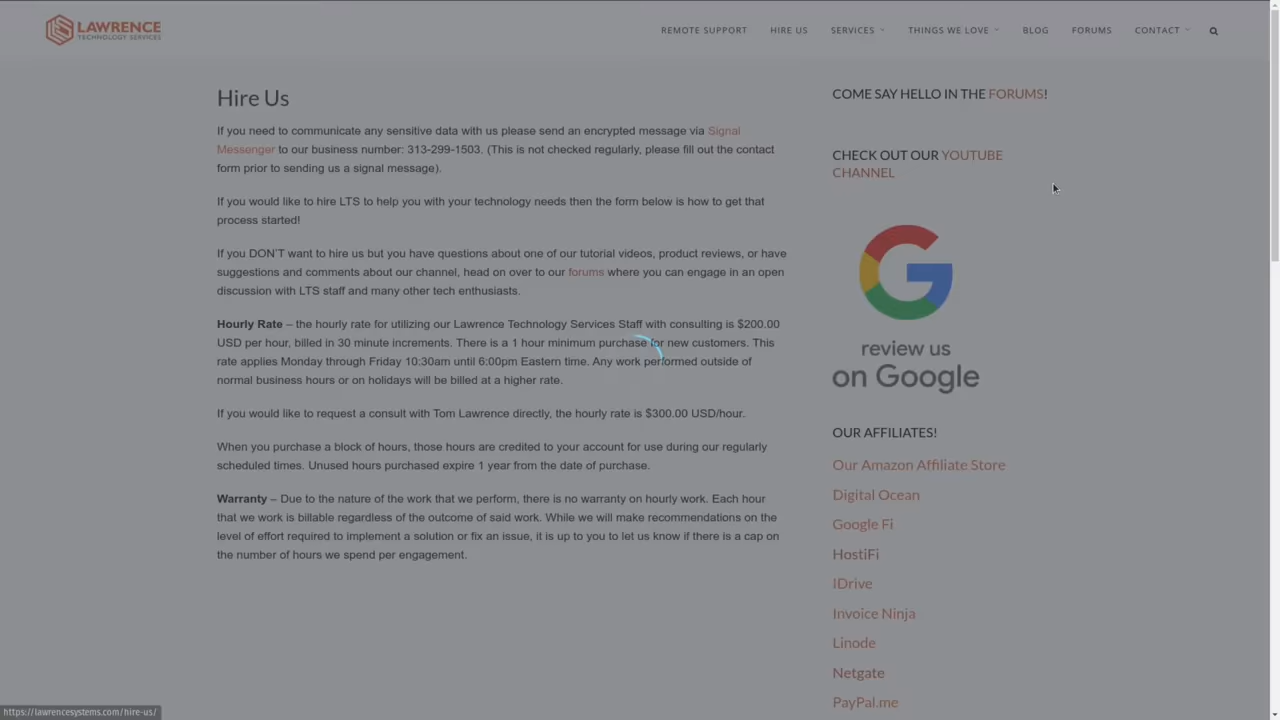 LAWRENCE
TECHNOLOGY SERVICES
REMOTE SUPPORT
HIRE US
SERVICES
THINGS WE LOVE
BLOG
FORUMS
CONTACT
Hire Us
If you need to communicate any sensitive data with us please send an encrypted message via Signal
Messenger to our business number: 313-299-1503. (This is not checked regularly, please fill out the contact
form prior to sending us a signal message).
If you would like to hire LTS to help you with your technology needs then the form below is how to get that
process started!
If you DON'T want to hire us but you have questions about one of our tutorial videos, product reviews, or have
suggestions and comments about our channel, head on over to our forums where you can engage in an open
discussion with LTS staff and many other tech enthusiasts.
Hourly Rate – the hourly rate for utilizing our Lawrence Technology Services Staff with consulting is $200.00
USD per hour, billed in 30 minute increments. There is a 1 hour minimum purchase for new customers. This
rate applies Monday through Friday 10:30am until 6:00pm Eastern time. Any work performed outside of
normal business hours or on holidays will be billed at a higher rate.
If you would like to request a consult with Tom Lawrence directly, the hourly rate is $300.00 USD/hour.
When you purchase a block of hours, those hours are credited to your account for use during our regularly
scheduled times. Unused hours purchased expire 1 year from the date of purchase.
Warranty – Due to the nature of the work that we perform, there is no warranty on hourly work. Each hour
that we work is billable regardless of the outcome of said work. While we will make recommendations on the
level of effort required to implement a solution or fix an issue, it is up to you to let us know if there is a cap on
the number of hours we spend per engagement.
COME SAY HELLO IN THE FORUMS!
CHECK OUT OUR YOUTUBE
CHANNEL
review us
on Google
OUR AFFILIATES!
Our Amazon Affiliate Store
Digital Ocean
Google Fi
HostiFi
IDrive
Invoice Ninja
Linode
Netgate
PayPal.me
https://lawrencesystems.com/hire-us/